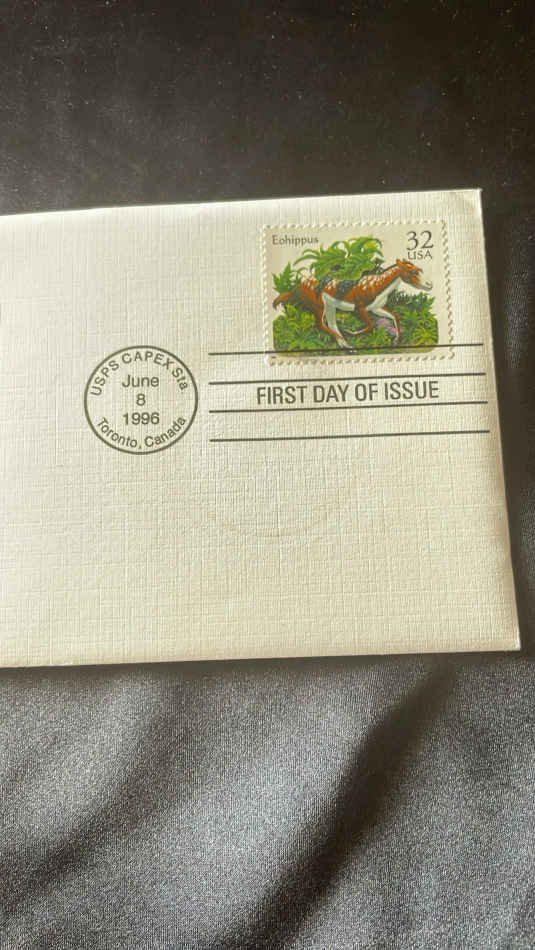 Eohippus
32
USA
USPS CAPEX Sta.
June
8
1996
Toronto, Canada
FIRST DAY OF ISSUE